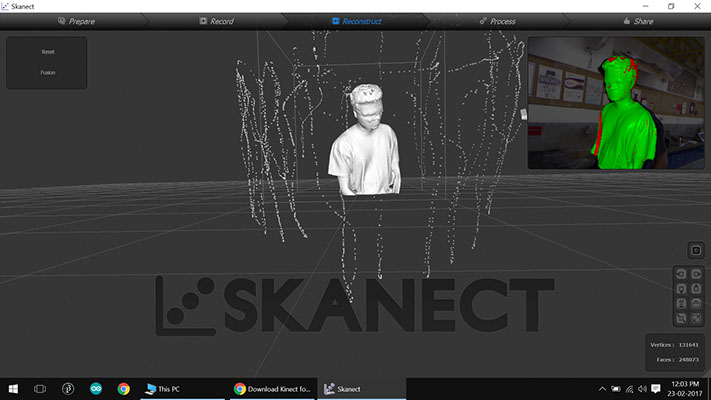 Skanect
Prepare
Record
Reconstruct
Process
Share
Reset
Fusion
SKANECT
Vertices : 131641
Faces : 248073
This PC
Download Kinect fo...
Skanect
12:03 PM
23-02-2017